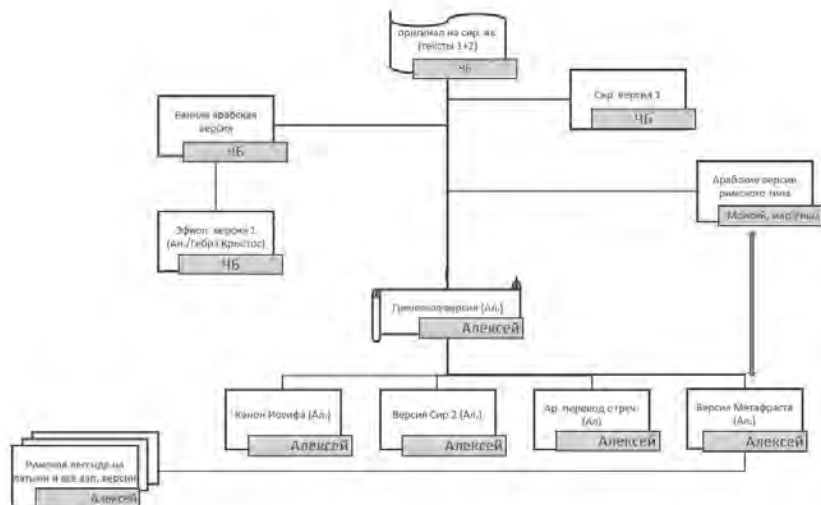 оригинал на сир. яз.
(тексты 1+2)
ЧБ
Сир. версия 1
ЧБ
Ранняя арабская
версия
ЧБ
Арабские версии
римского типа
Моисей, мар Риша
Эфиоп. версия 1
(Ан./Гебра Крыстос)
ЧБ
Греческая версия (Ал.)
Алексей
Канон Иосифа (Ал.)
Алексей
Версия Сир 2 (Ал.)
Алексей
Ар. перевод с греч.
(Ал)
Алексей
Версия Метафраста
(Ал.)
Алексей
Римская легенда на
латыни и все зап. версии
Алексей